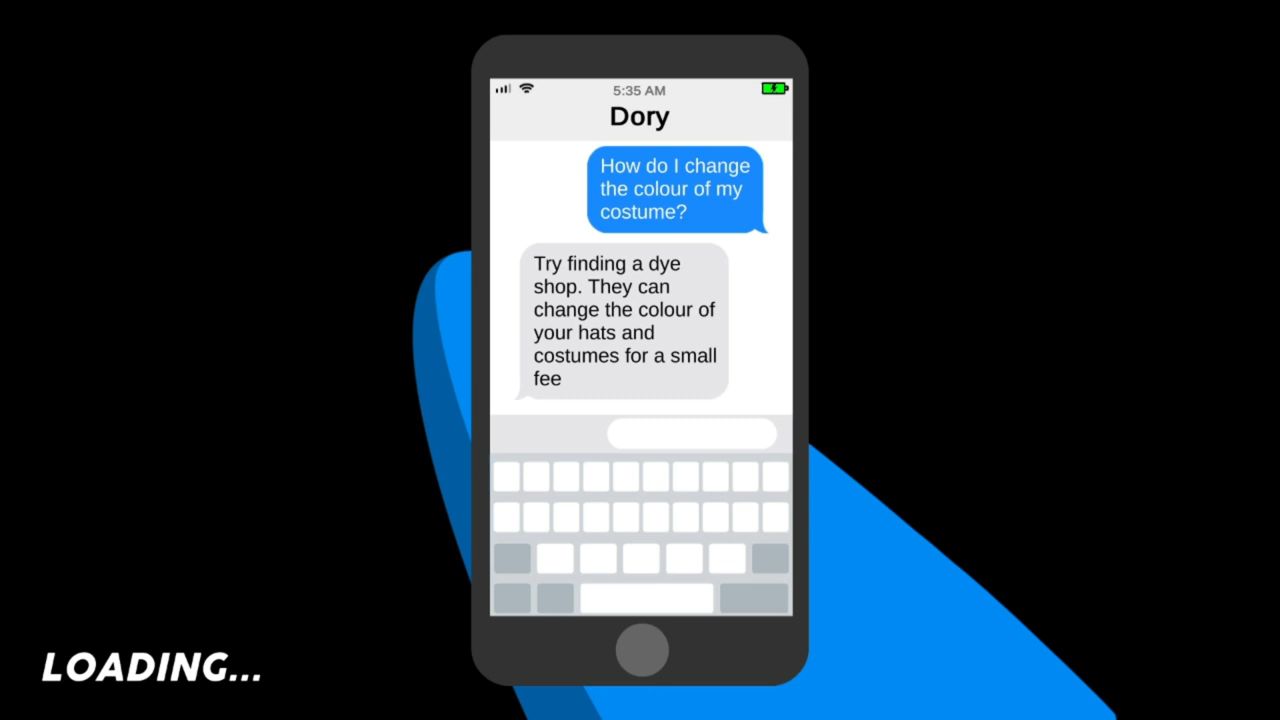 5:35 AM
Dory
How do I change
the colour of my
costume?
Try finding a dye
shop. They can
change the colour of
your hats and
costumes for a small
fee
LOADING...